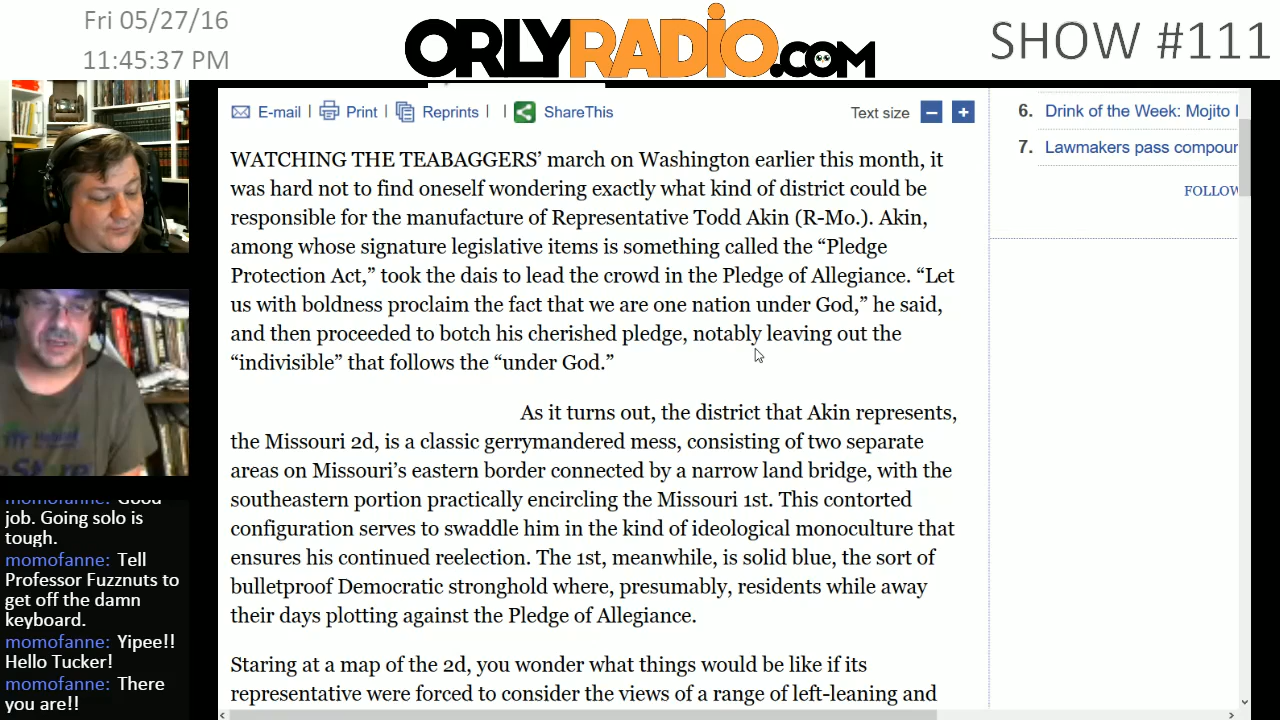 Fri 05/27/16
11:45:37 PM
ORLYRADiO.COM
SHOW #111
E-mail | Print | Reprints | | ShareThis
Text size − +
WATCHING THE TEABAGGERS’ march on Washington earlier this month, it
was hard not to find oneself wondering exactly what kind of district could be
responsible for the manufacture of Representative Todd Akin (R-Mo.). Akin,
among whose signature legislative items is something called the “Pledge
Protection Act,” took the dais to lead the crowd in the Pledge of Allegiance. “Let
us with boldness proclaim the fact that we are one nation under God,” he said,
and then proceeded to botch his cherished pledge, notably leaving out the
“indivisible” that follows the “under God.”
As it turns out, the district that Akin represents,
the Missouri 2d, is a classic gerrymandered mess, consisting of two separate
areas on Missouri’s eastern border connected by a narrow land bridge, with the
southeastern portion practically encircling the Missouri 1st. This contorted
configuration serves to swaddle him in the kind of ideological monoculture that
ensures his continued reelection. The 1st, meanwhile, is solid blue, the sort of
bulletproof Democratic stronghold where, presumably, residents while away
their days plotting against the Pledge of Allegiance.
Staring at a map of the 2d, you wonder what things would be like if its
representative were forced to consider the views of a range of left-leaning and
6. Drink of the Week: Mojito
7. Lawmakers pass compour
FOLLOW
momofanne: Good
job. Going solo is
tough.
momofanne: Tell
Professor Fuzznuts to
get off the damn
keyboard.
momofanne: Yipee!!
Hello Tucker!
momofanne: There
you are!!